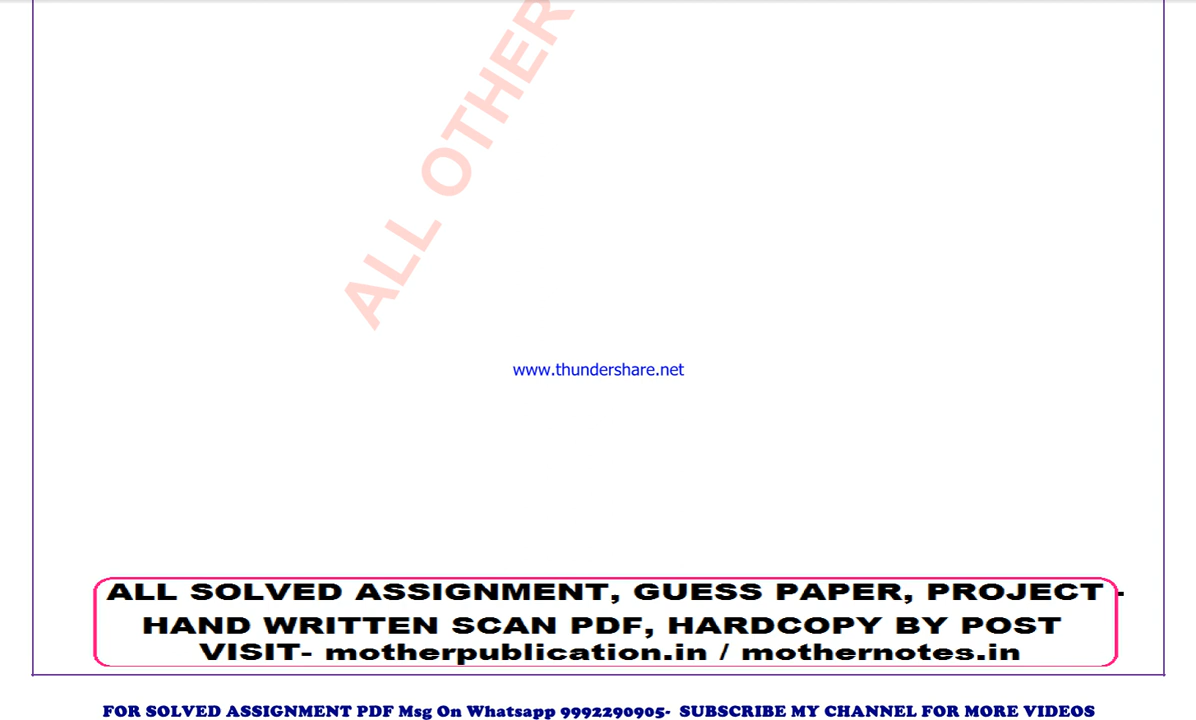 ALL OTHER
www.thundershare.net
ALL SOLVED ASSIGNMENT, GUESS PAPER, PROJECT -
HAND WRITTEN SCAN PDF, HARDCOPY BY POST
VISIT- motherpublication.in / mothernotes.in
FOR SOLVED ASSIGNMENT PDF Msg On Whatsapp 9992290905- SUBSCRIBE MY CHANNEL FOR MORE VIDEOS